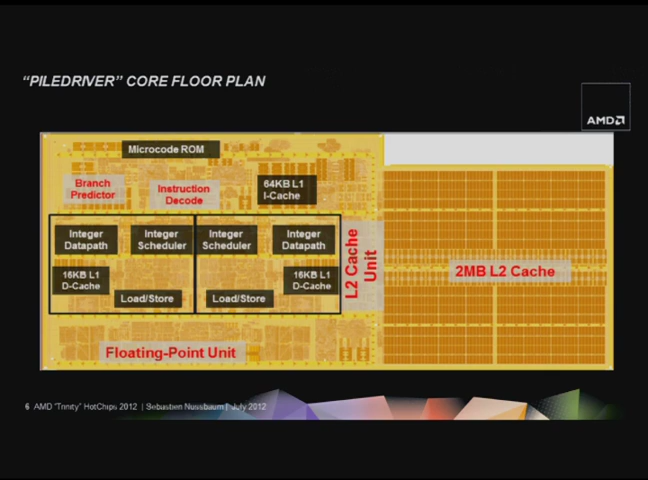 "PILEDRIVER" CORE FLOOR PLAN
AMD
Microcode ROM
Branch
Predictor
Instruction
Decode
64KB L1
I-Cache
Integer
Datapath
Integer
Scheduler
Integer
Scheduler
Integer
Datapath
16KB L1
D-Cache
Load/Store
Load/Store
16KB L1
D-Cache
L2 Cache
Unit
2MB L2 Cache
Floating-Point Unit
6 AMD "Trinity" HotChips 2012 | Sebastien Nussbaum | July 2012